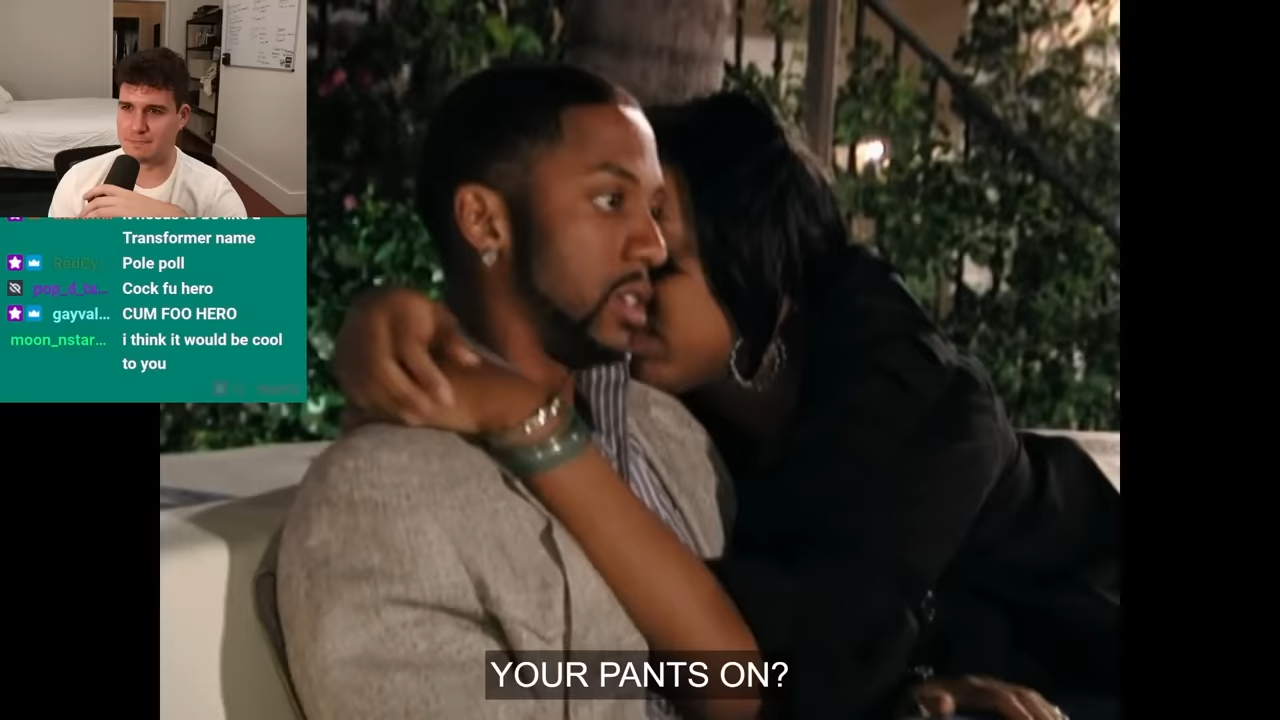 Transformer name
Pole poll
pop_d_ta... Cock fu hero
gayval... CUM FOO HERO
moon_nstar... i think it would be cool
to you
YOUR PANTS ON?